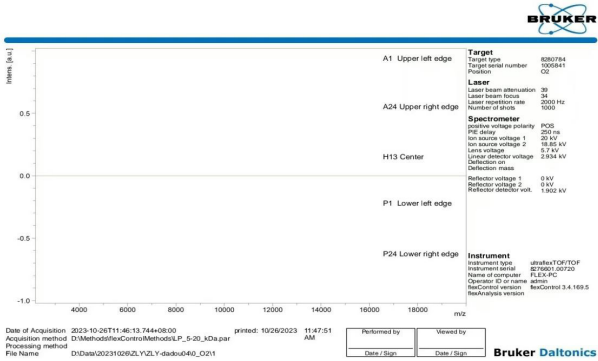 BRUKER
Intens. [a.u.]
0.5
0.0
-0.5
-1.0
A1 Upper left edge
A24 Upper right edge
H13 Center
P1 Lower left edge
P24 Lower right edge
4000 6000 8000 10000 12000 14000 16000 18000
m/z
Target
Target type 8280784
Target serial number 1005841
Position O2
Laser
Laser beam attenuation 39
Laser beam focus 34
Laser repetition rate 2000 Hz
Number of shots 1000
Spectrometer
positive voltage polarity POS
PIE delay 250 ns
Ion source voltage 1 20 kV
Ion source voltage 2 18.85 kV
Lens voltage 5.7 kV
Linear detector voltage 2.934 kV
Deflection on
Deflection mass
Reflector voltage 1 0 kV
Reflector voltage 2 0 kV
Reflector detector volt. 1.902 kV
Instrument
Instrument type ultraflexTOF/TOF
Instrument serial 8276601.00720
Name of computer FLEX-PC
Operator ID or name admin
flexControl version flexControl 3.4.169.5
flexAnalysis version
Date of Acquisition 2023-10-26T11:46:13.744+08:00 printed: 10/26/2023 11:47:51 AM
Acquisition method D:\Methods\flexControlMethods\LP_5-20_kDa.par
Processing method
File Name D:\Data\20231026\ZLY\ZLY-dadou04\0_O2\1
Performed by Viewed by
Date / Sign Date / Sign
Bruker Daltonics